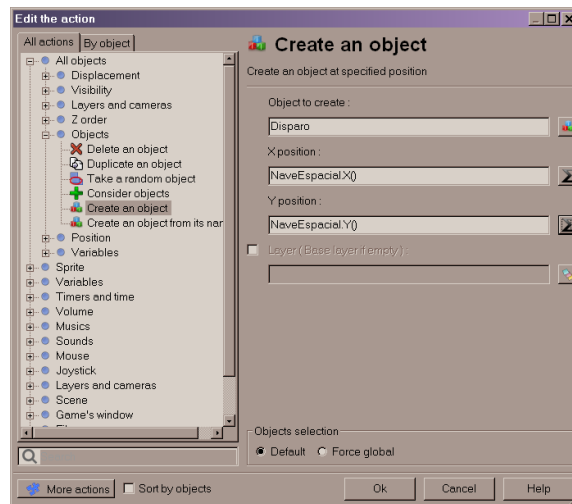 Edit the action
All actions
By object
All objects
Displacement
Visibility
Layers and cameras
Z order
Objects
Delete an object
Duplicate an object
Take a random object
Consider objects
Create an object
Create an object from its nar
Position
Variables
Sprite
Variables
Timers and time
Volume
Musics
Sounds
Mouse
Joystick
Layers and cameras
Scene
Game's window
More actions
Sort by objects
Create an object
Create an object at specified position
Object to create :
Disparo
X position :
NaveEspacial.X()
Y position :
NaveEspacial.Y()
Layer ( Base layer if empty ) :
Objects selection
Default
Force global
Ok
Cancel
Help